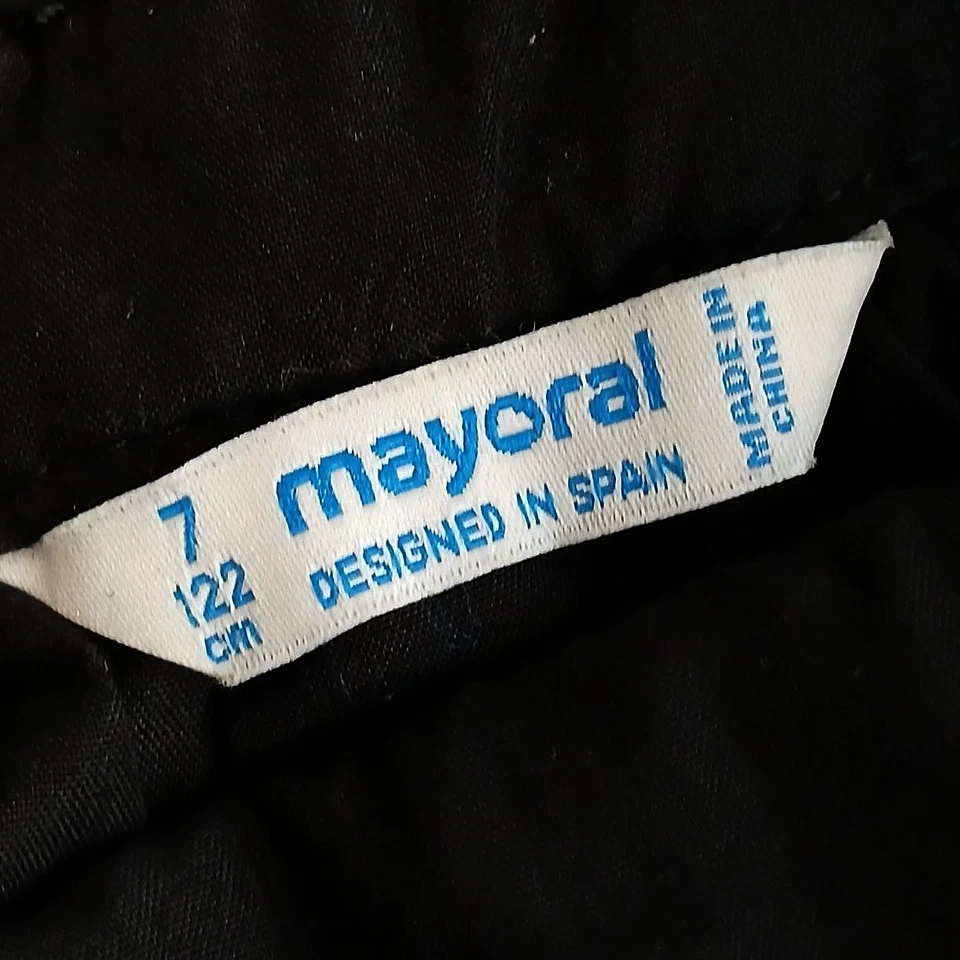 7
122
cm
mayoral
DESIGNED IN SPAIN
MADE IN
CHINA